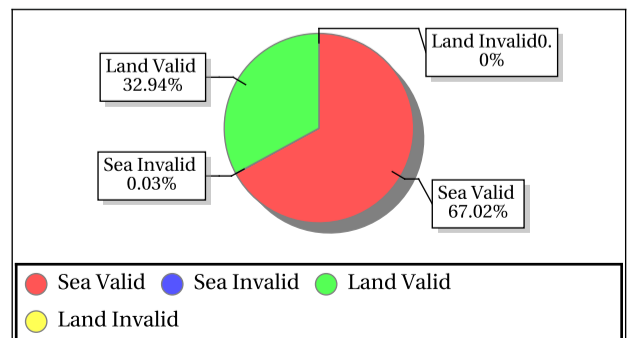 Land Invalid0.
0%
Land Valid
32.94%
Sea Invalid
0.03%
Sea Valid
67.02%
Sea Valid
Sea Invalid
Land Valid
Land Invalid